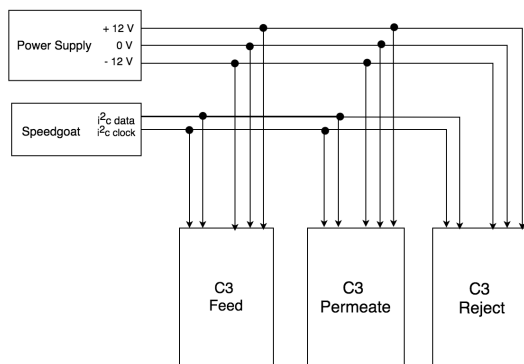 + 12 V
Power Supply 0 V
- 12 V
i2c data
Speedgoat i2c clock
C3 C3 C3
Feed Permeate Reject